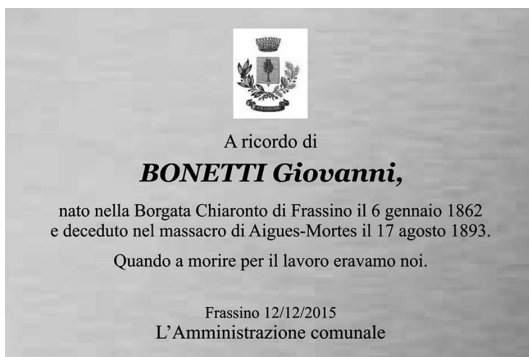 A ricordo di
BONETTI Giovanni,
nato nella Borgata Chiaronto di Frassino il 6 gennaio 1862
e deceduto nel massacro di Aigues-Mortes il 17 agosto 1893.
Quando a morire per il lavoro eravamo noi.
Frassino 12/12/2015
L’Amministrazione comunale